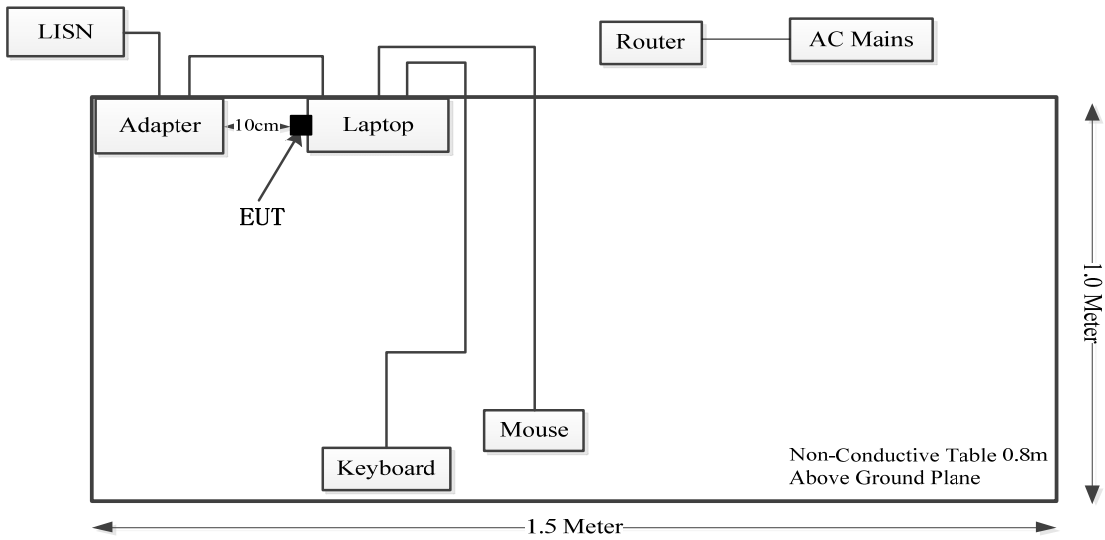 LISN
Router
AC Mains
Adapter
10cm
Laptop
EUT
1.0 Meter
Mouse
Keyboard
Non-Conductive Table 0.8m
Above Ground Plane
1.5 Meter